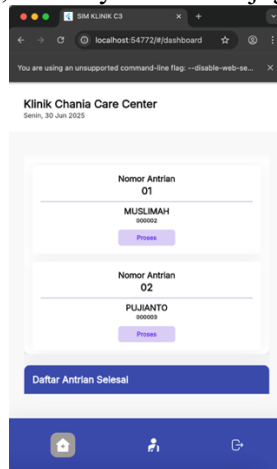 SIM KLINIK C3
localhost:54772/#/dashboard
You are using an unsupported command-line flag: --disable-web-se...
Klinik Chania Care Center
Senin, 30 Jun 2025
Nomor Antrian
01
MUSLIMAH
000002
Proses
Nomor Antrian
02
PUJIANTO
000003
Proses
Daftar Antrian Selesai